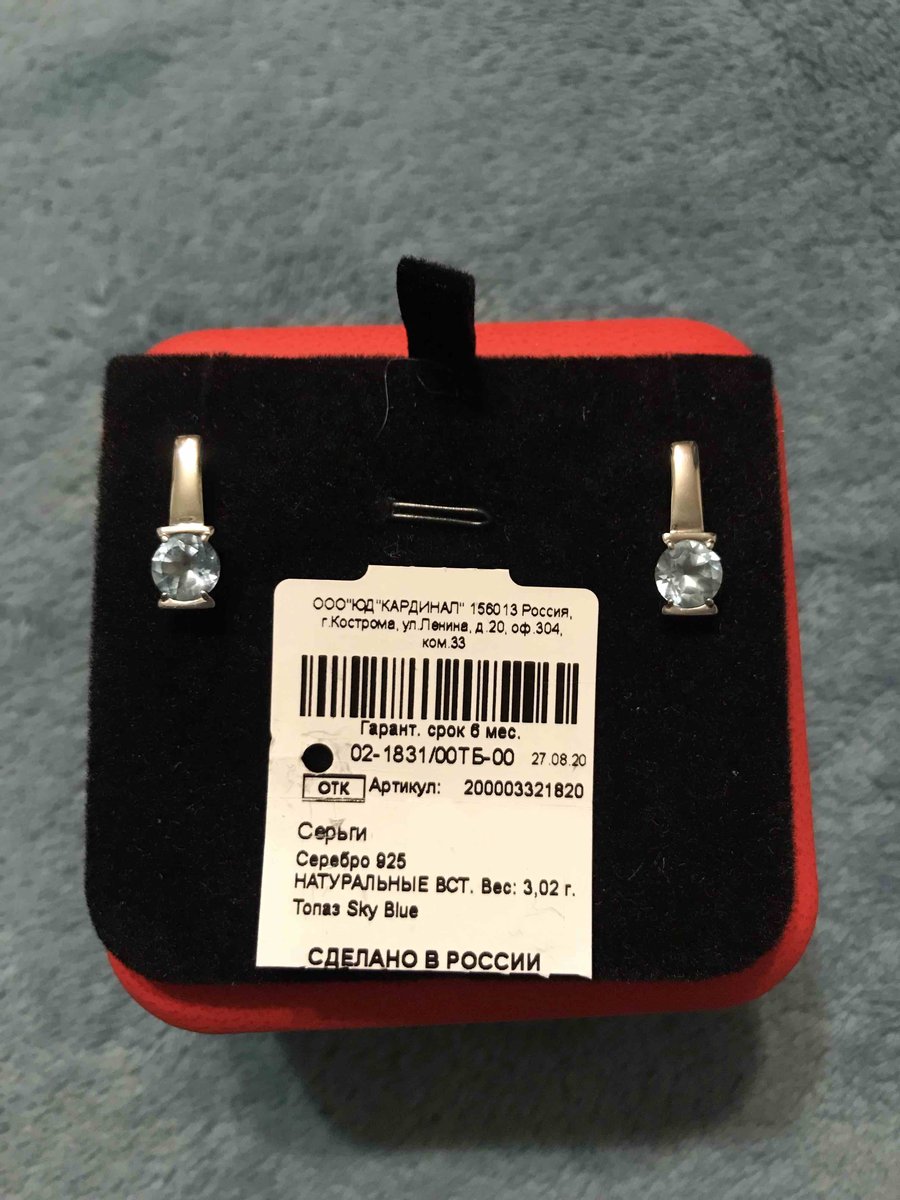 ООО"ЮД"КАРДИНАЛ" 156013 Россия,
г.Кострома, ул.Ленина, д.20, оф.304,
ком.33
Гарант. срок 6 мес.
02-1831/00ТБ-00 27.08.20
ОТК Артикул: 200003321820
Серьги
Серебро 925
НАТУРАЛЬНЫЕ ВСТ. Вес: 3,02 г.
Топаз Sky Blue
СДЕЛАНО В РОССИИ